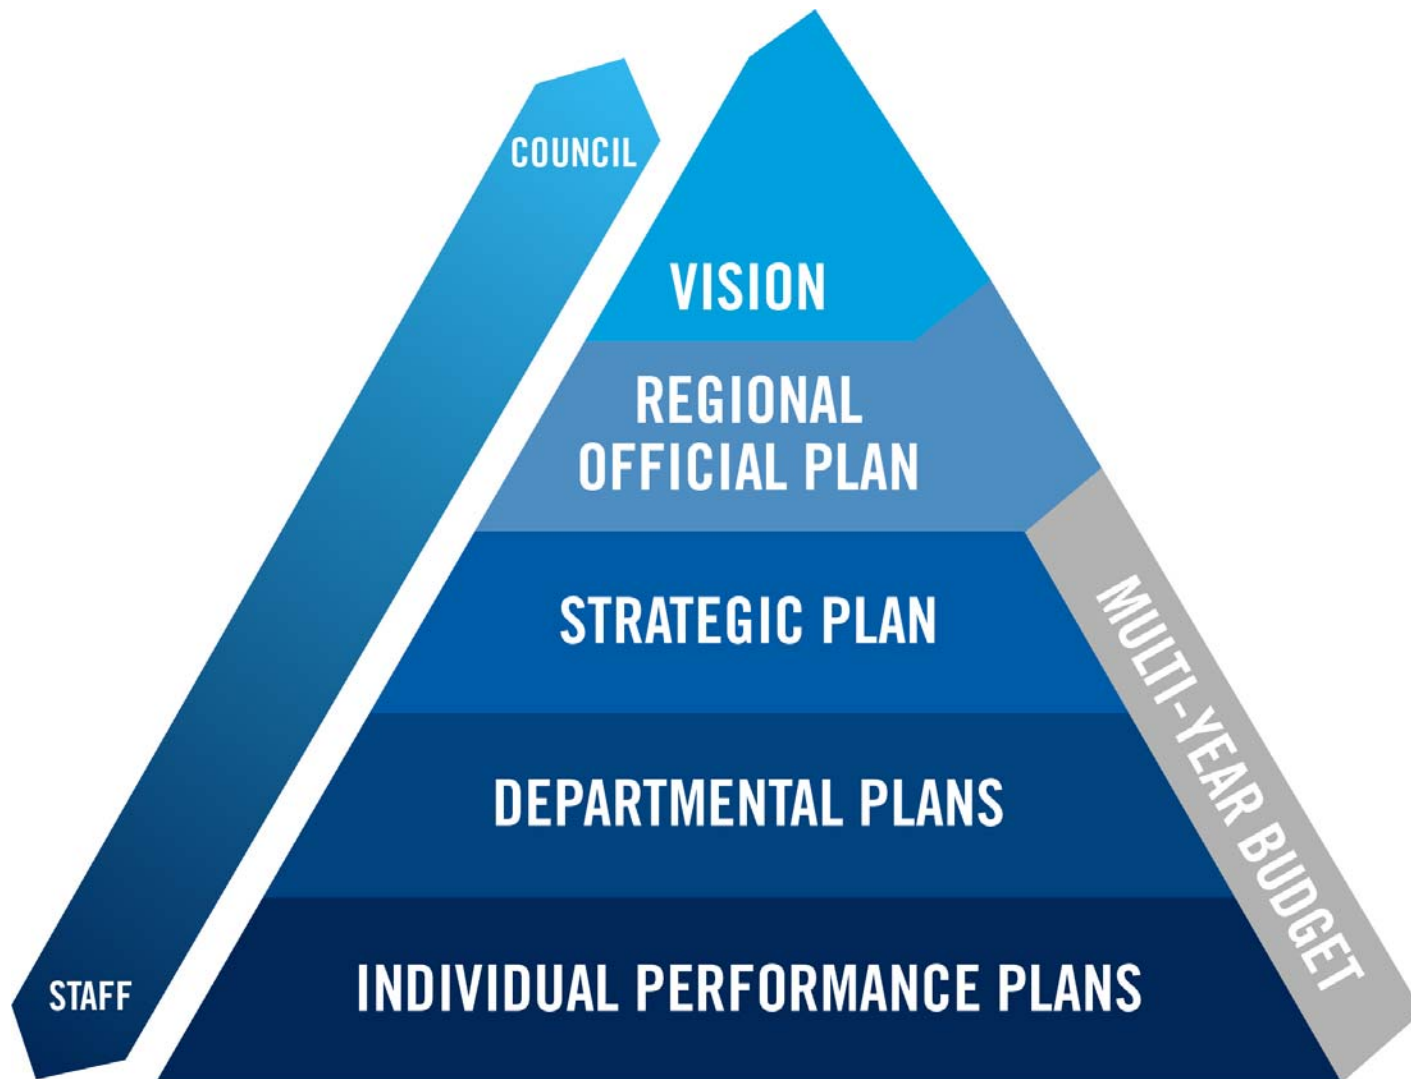 COUNCIL
VISION
REGIONAL
OFFICIAL PLAN
STRATEGIC PLAN
MULTI-YEAR BUDGET
DEPARTMENTAL PLANS
INDIVIDUAL PERFORMANCE PLANS
STAFF